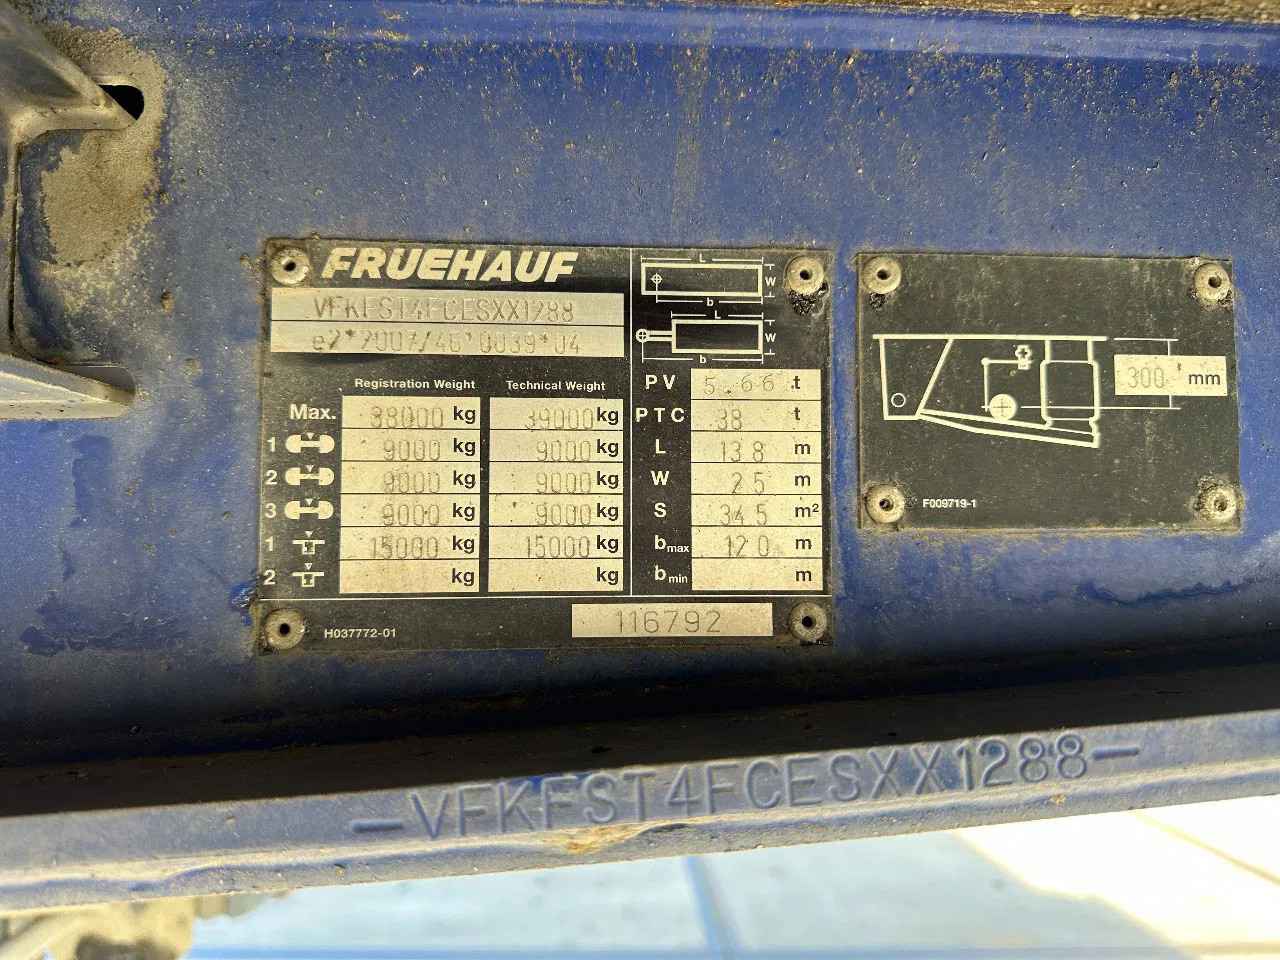 FRUEHAUF
VFKFST4FCESXX1288
e2*2007/46*0039*04
Registration Weight Technical Weight
Max. 38000 kg 39000 kg
1 9000 kg 9000 kg
2 9000 kg 9000 kg
3 9000 kg 9000 kg
1 15000 kg 15000 kg
2 kg kg
H037772-01
L
W
b
L
W
b
PV 5.66 t
PTC 38 t
L 13 8 m
W 2 5 m
S 34 5 m²
b max 12 0 m
b min m
116792
300 mm
F009719-1
-VFKFST4FCESXX1288-